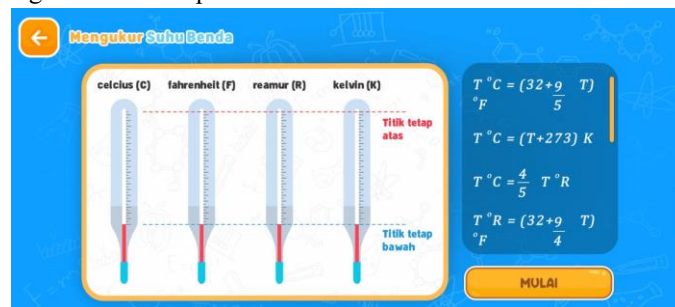 Mengukur Suhu Benda
celcius (C) fahrenheit (F) reamur (R) kelvin (K)
Titik tetap
atas
Titik tetap
bawah
T °C = (32+9/5 T)
°F
T °C = (T+273) K
T °C = 4/5 T °R
T °R = (32+9/4 T)
°F
MULAI